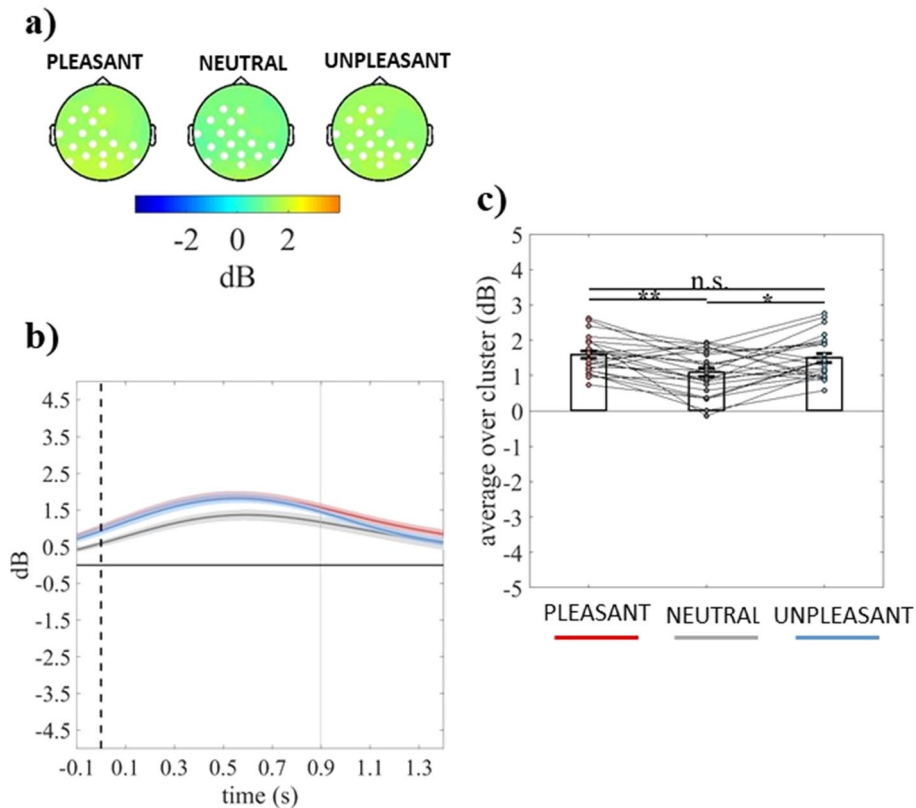 a)
PLEASANT NEUTRAL UNPLEASANT
-2 0 2
dB
b)
4.5
3.5
2.5
1.5
0.5
-0.5
-1.5
-2.5
-3.5
-4.5
dB
-0.1 0.1 0.3 0.5 0.7 0.9 1.1 1.3
time (s)
c)
5
4
3
2
1
0
-1
-2
-3
-4
-5
average over cluster (dB)
n.s.
** *
PLEASANT NEUTRAL UNPLEASANT